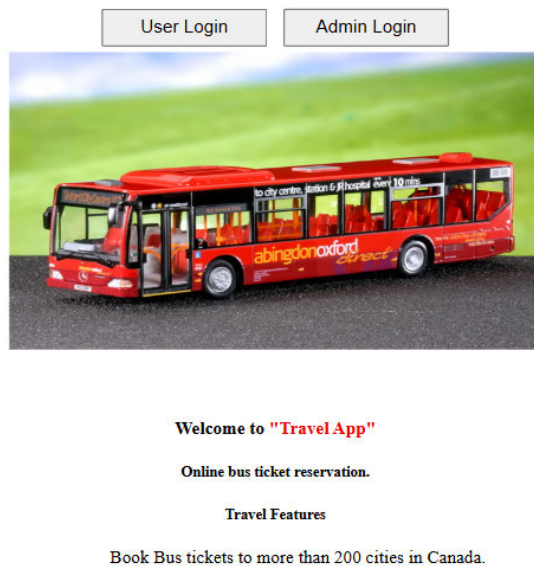 User Login Admin Login
to city centre, station & JR hospital every 10 mins
abingdonoxford
direct
Welcome to "Travel App"
Online bus ticket reservation.
Travel Features
Book Bus tickets to more than 200 cities in Canada.